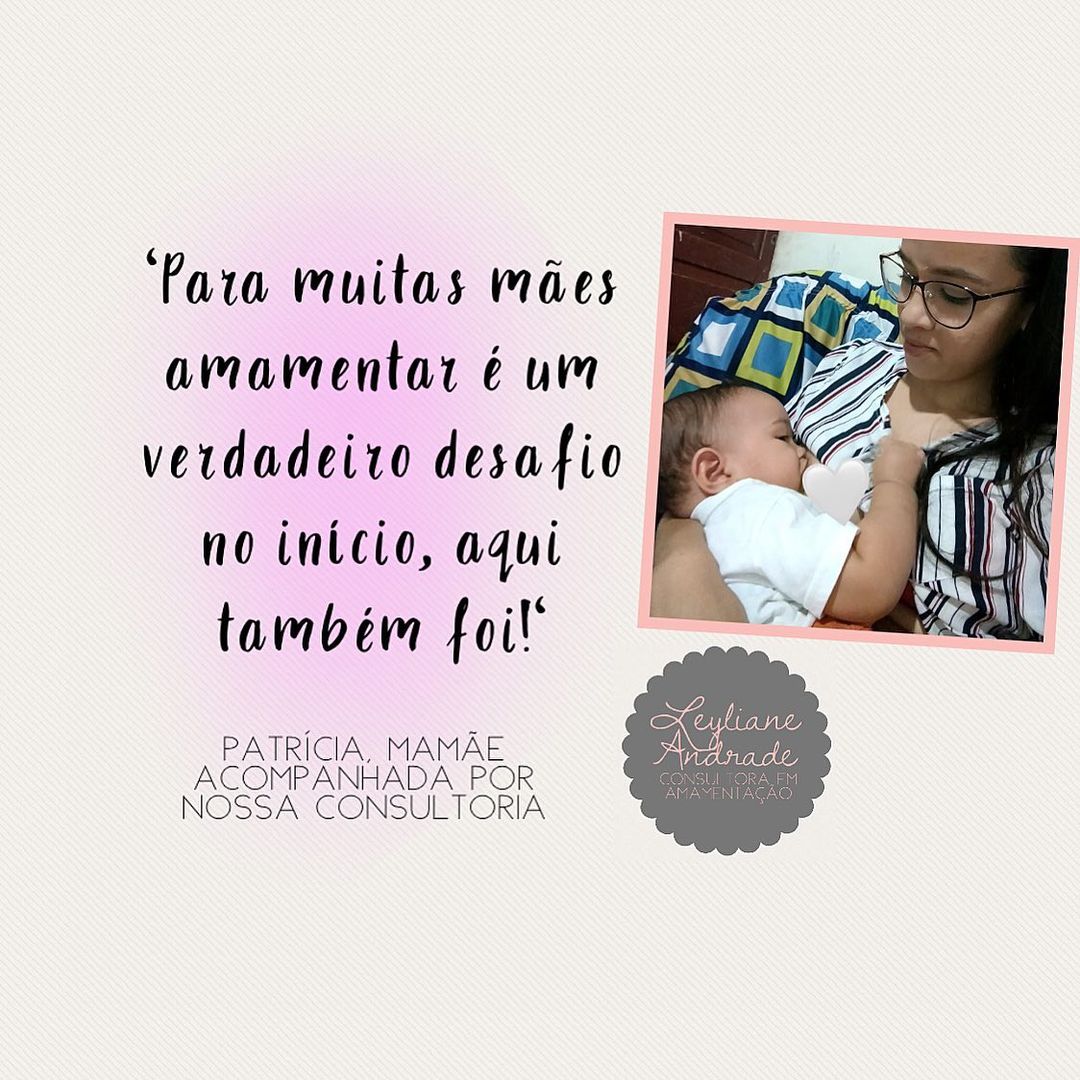 ‘Para muitas mães
amamentar é um
verdadeiro desafio
no início, aqui
também foi!‘
PATRÍCIA, MAMÃE
ACOMPANHADA POR
NOSSA CONSULTORIA
Leyliane
Andrade
CONSULTORA EM
AMAMENTAÇÃO